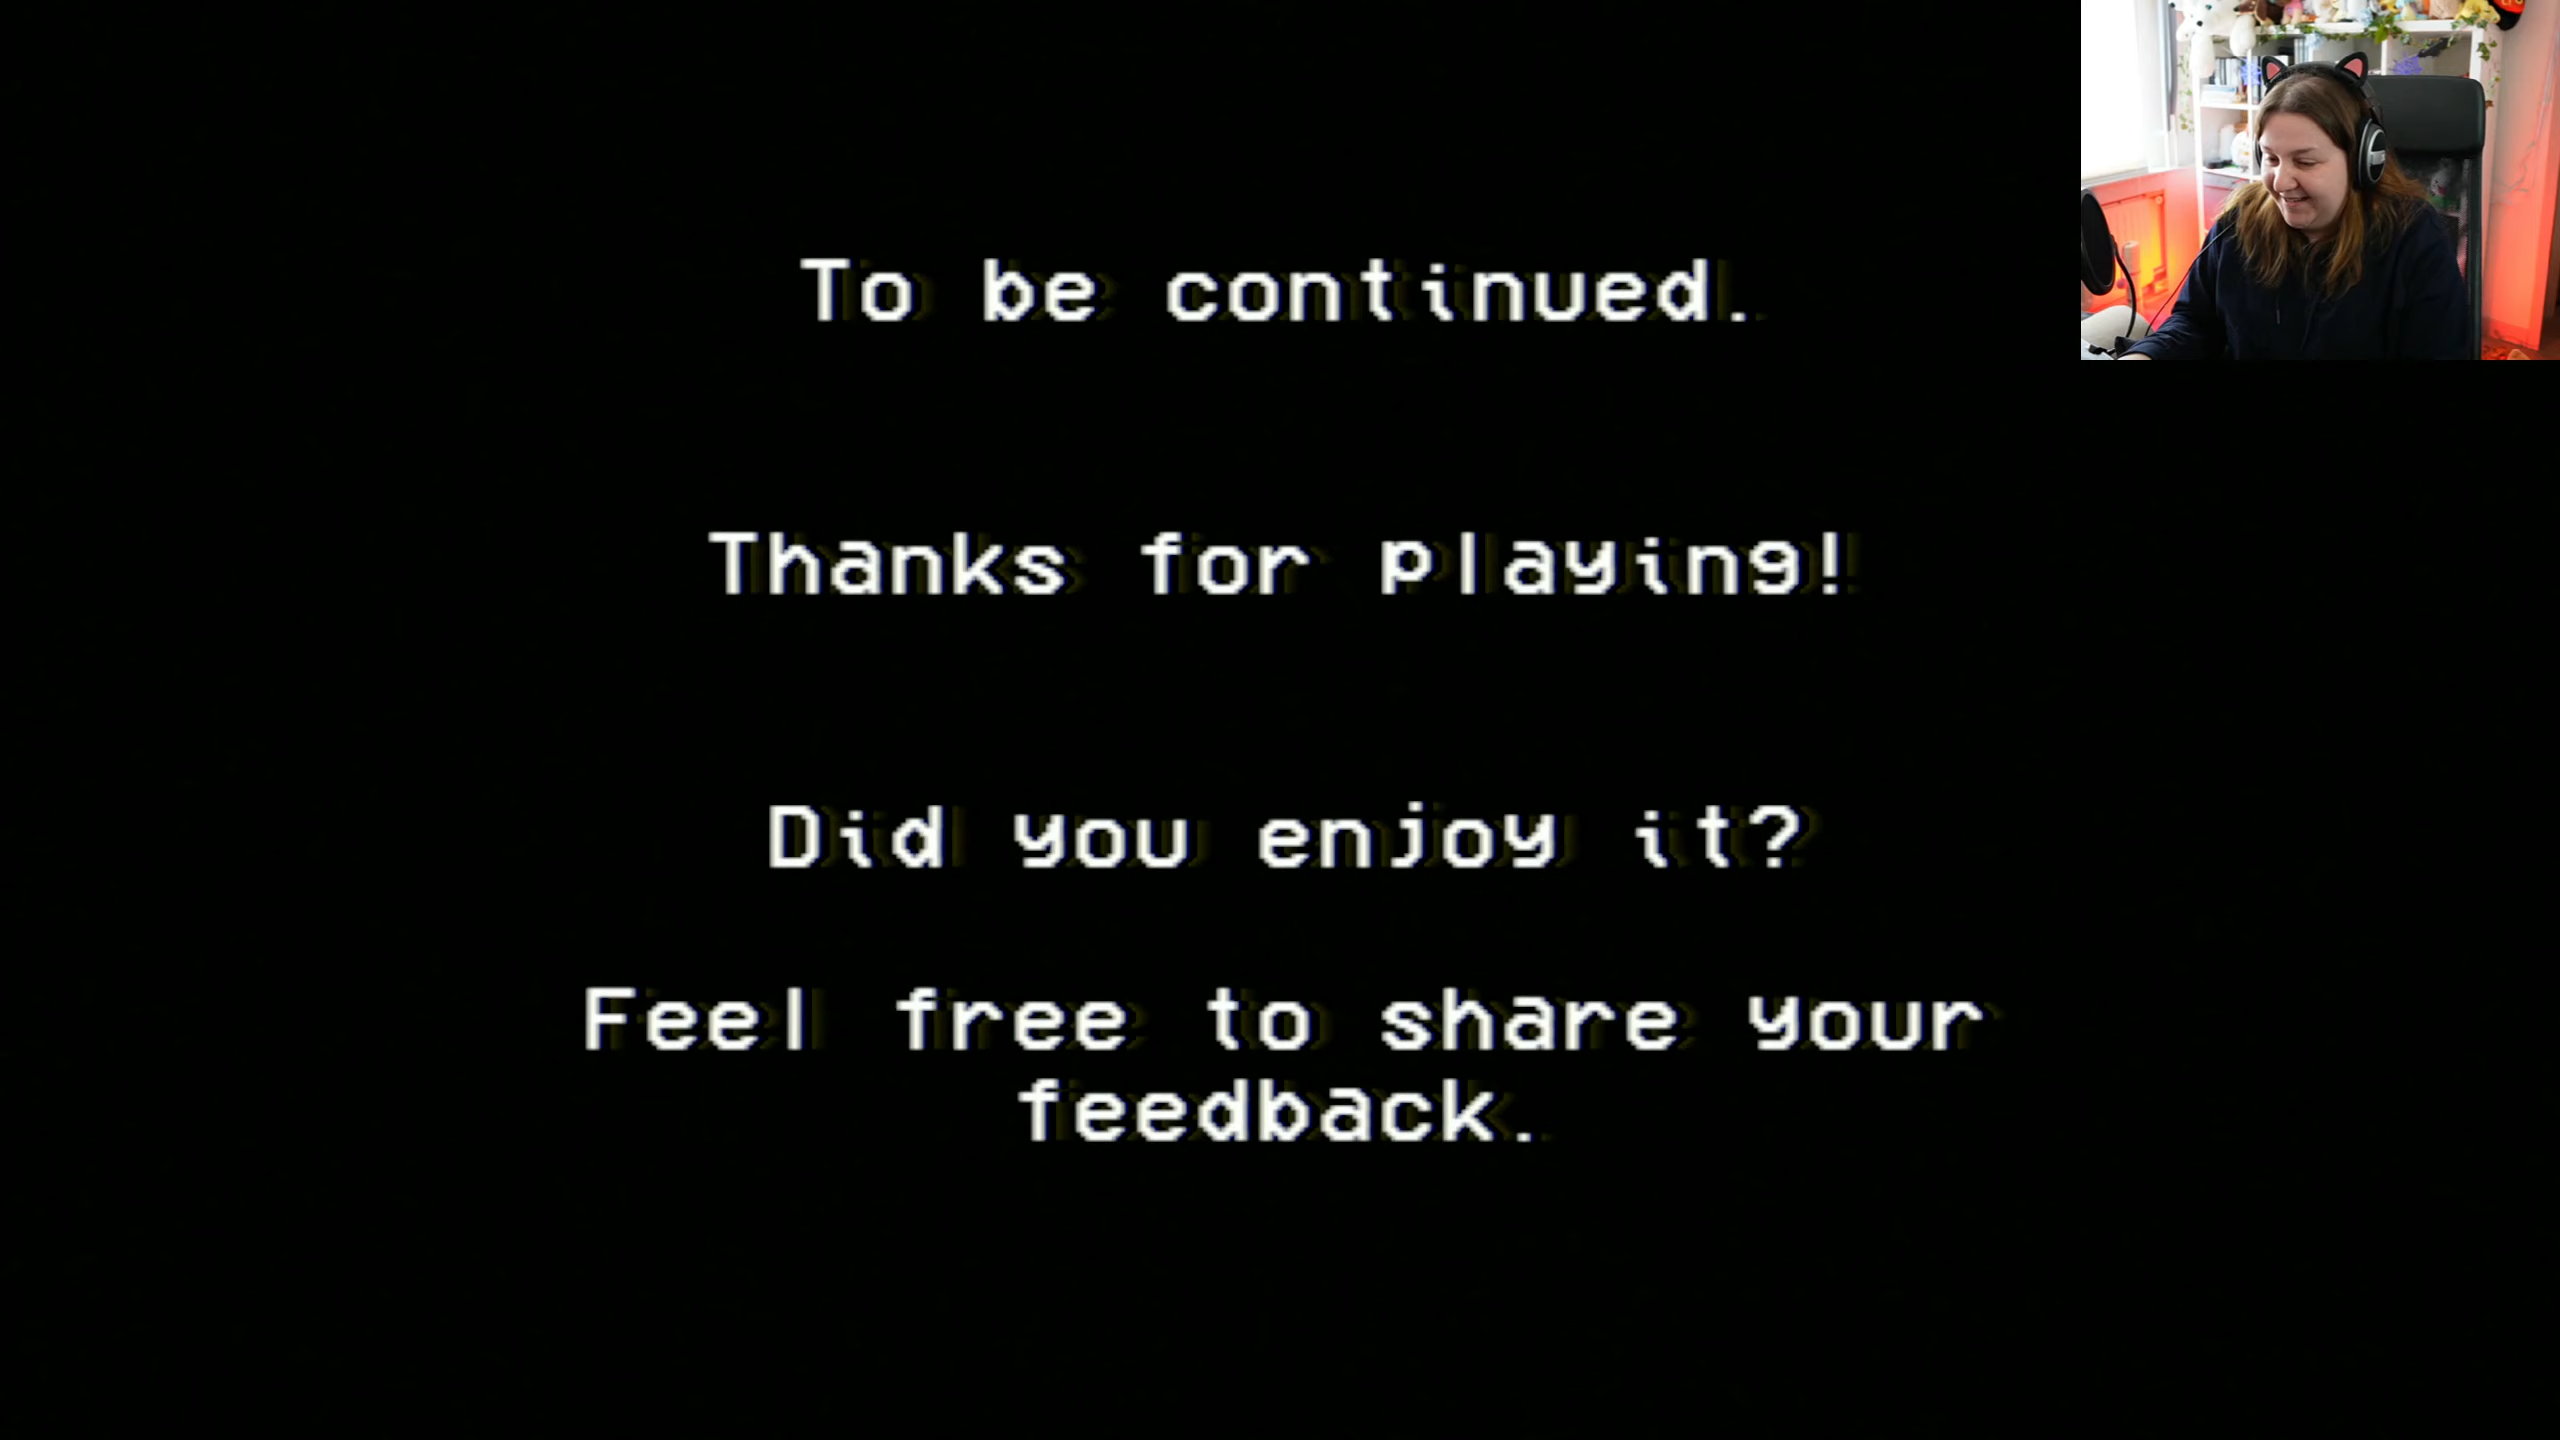 To be continued.
Thanks for playing!
Did you enjoy it?
Feel free to share your
feedback.